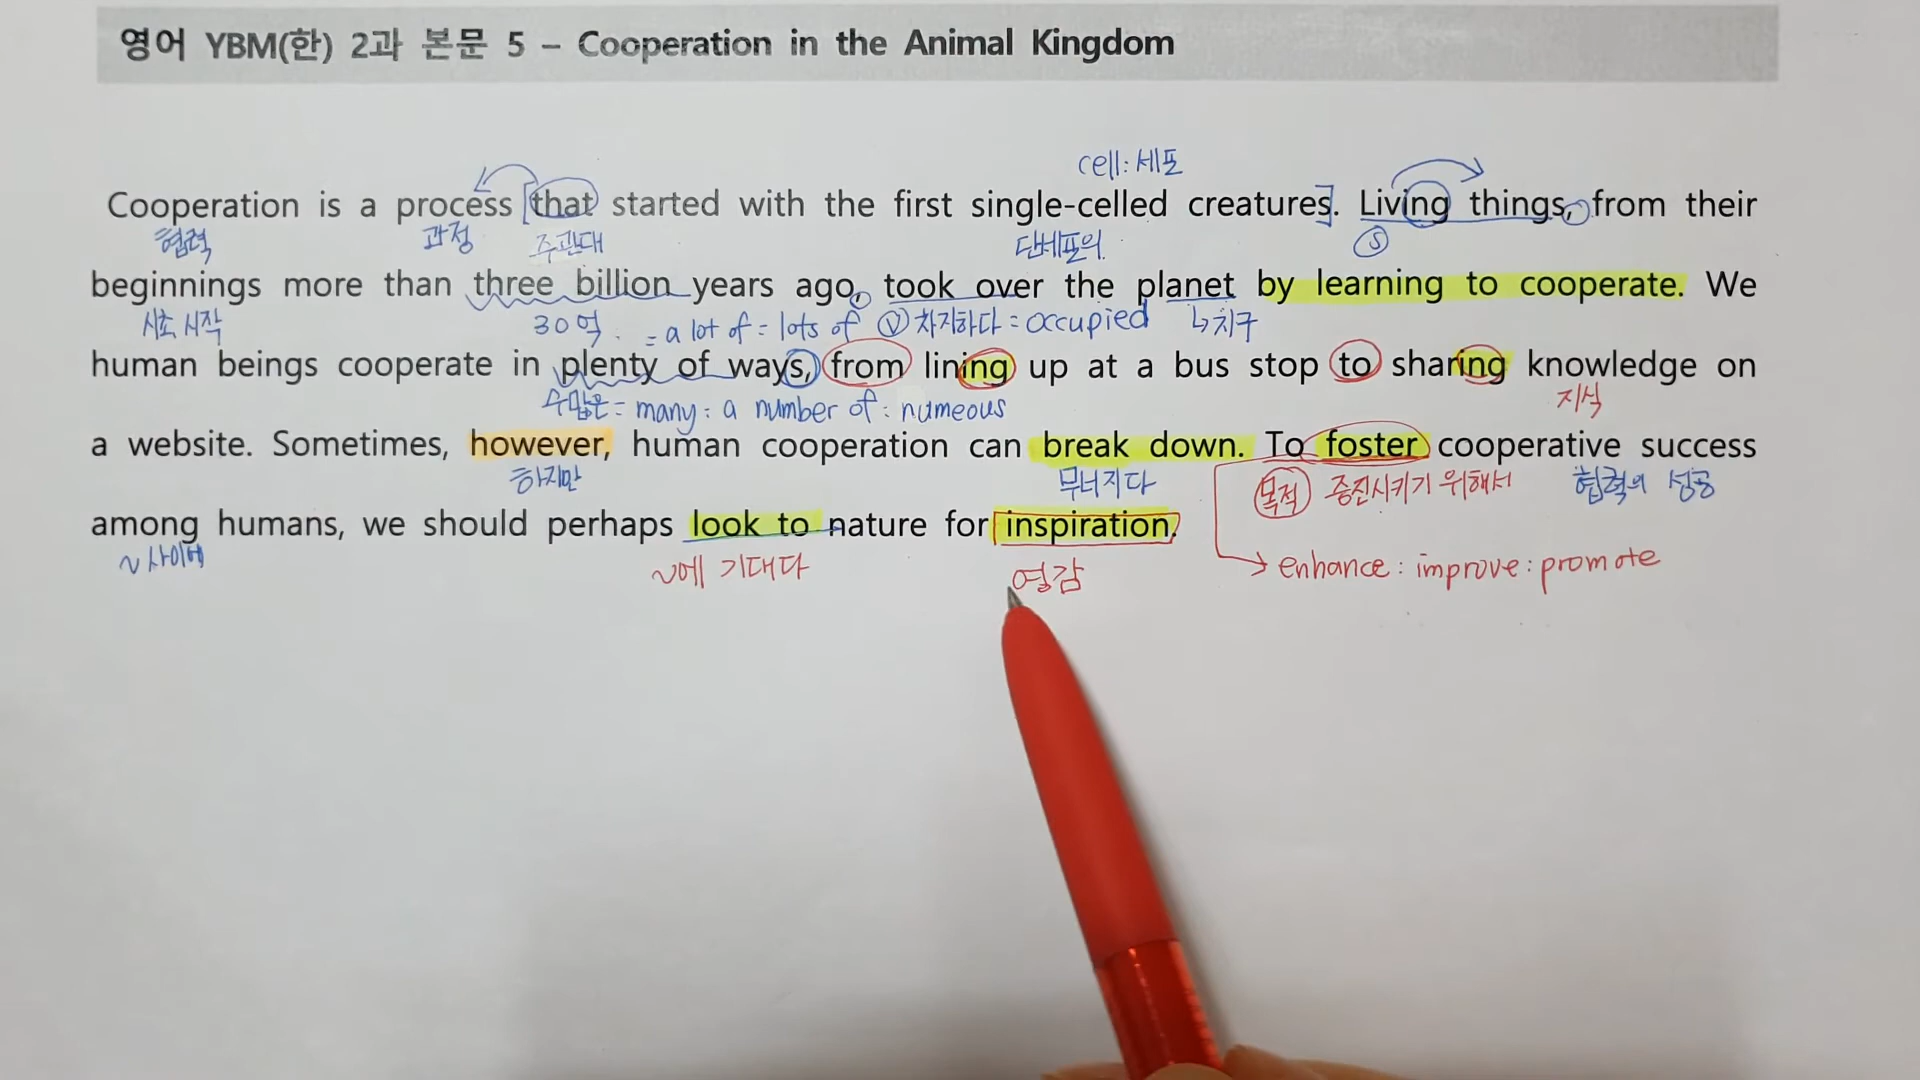 영어 YBM(한) 2과 본문 5 – Cooperation in the Animal Kingdom
cell: 세포
Cooperation is a process [that started with the first single-celled creatures]. Living things, from their
협력 과정 주관대 단세포의. Ⓢ
beginnings more than three billion years ago, took over the planet by learning to cooperate. We
시초 시작 30억. = a lot of = lots of Ⓥ 차지하다 = occupied ↳지구
human beings cooperate in plenty of ways, from lining up at a bus stop to sharing knowledge on
수많은 = many: a number of: numeous 지식
a website. Sometimes, however, human cooperation can break down. To foster cooperative success
하지만 무너지다 목적 증진시키기 위해서 협력의 성공
among humans, we should perhaps look to nature for inspiration.
~사이에 ~에 기대다 영감 → enhance: improve: promote